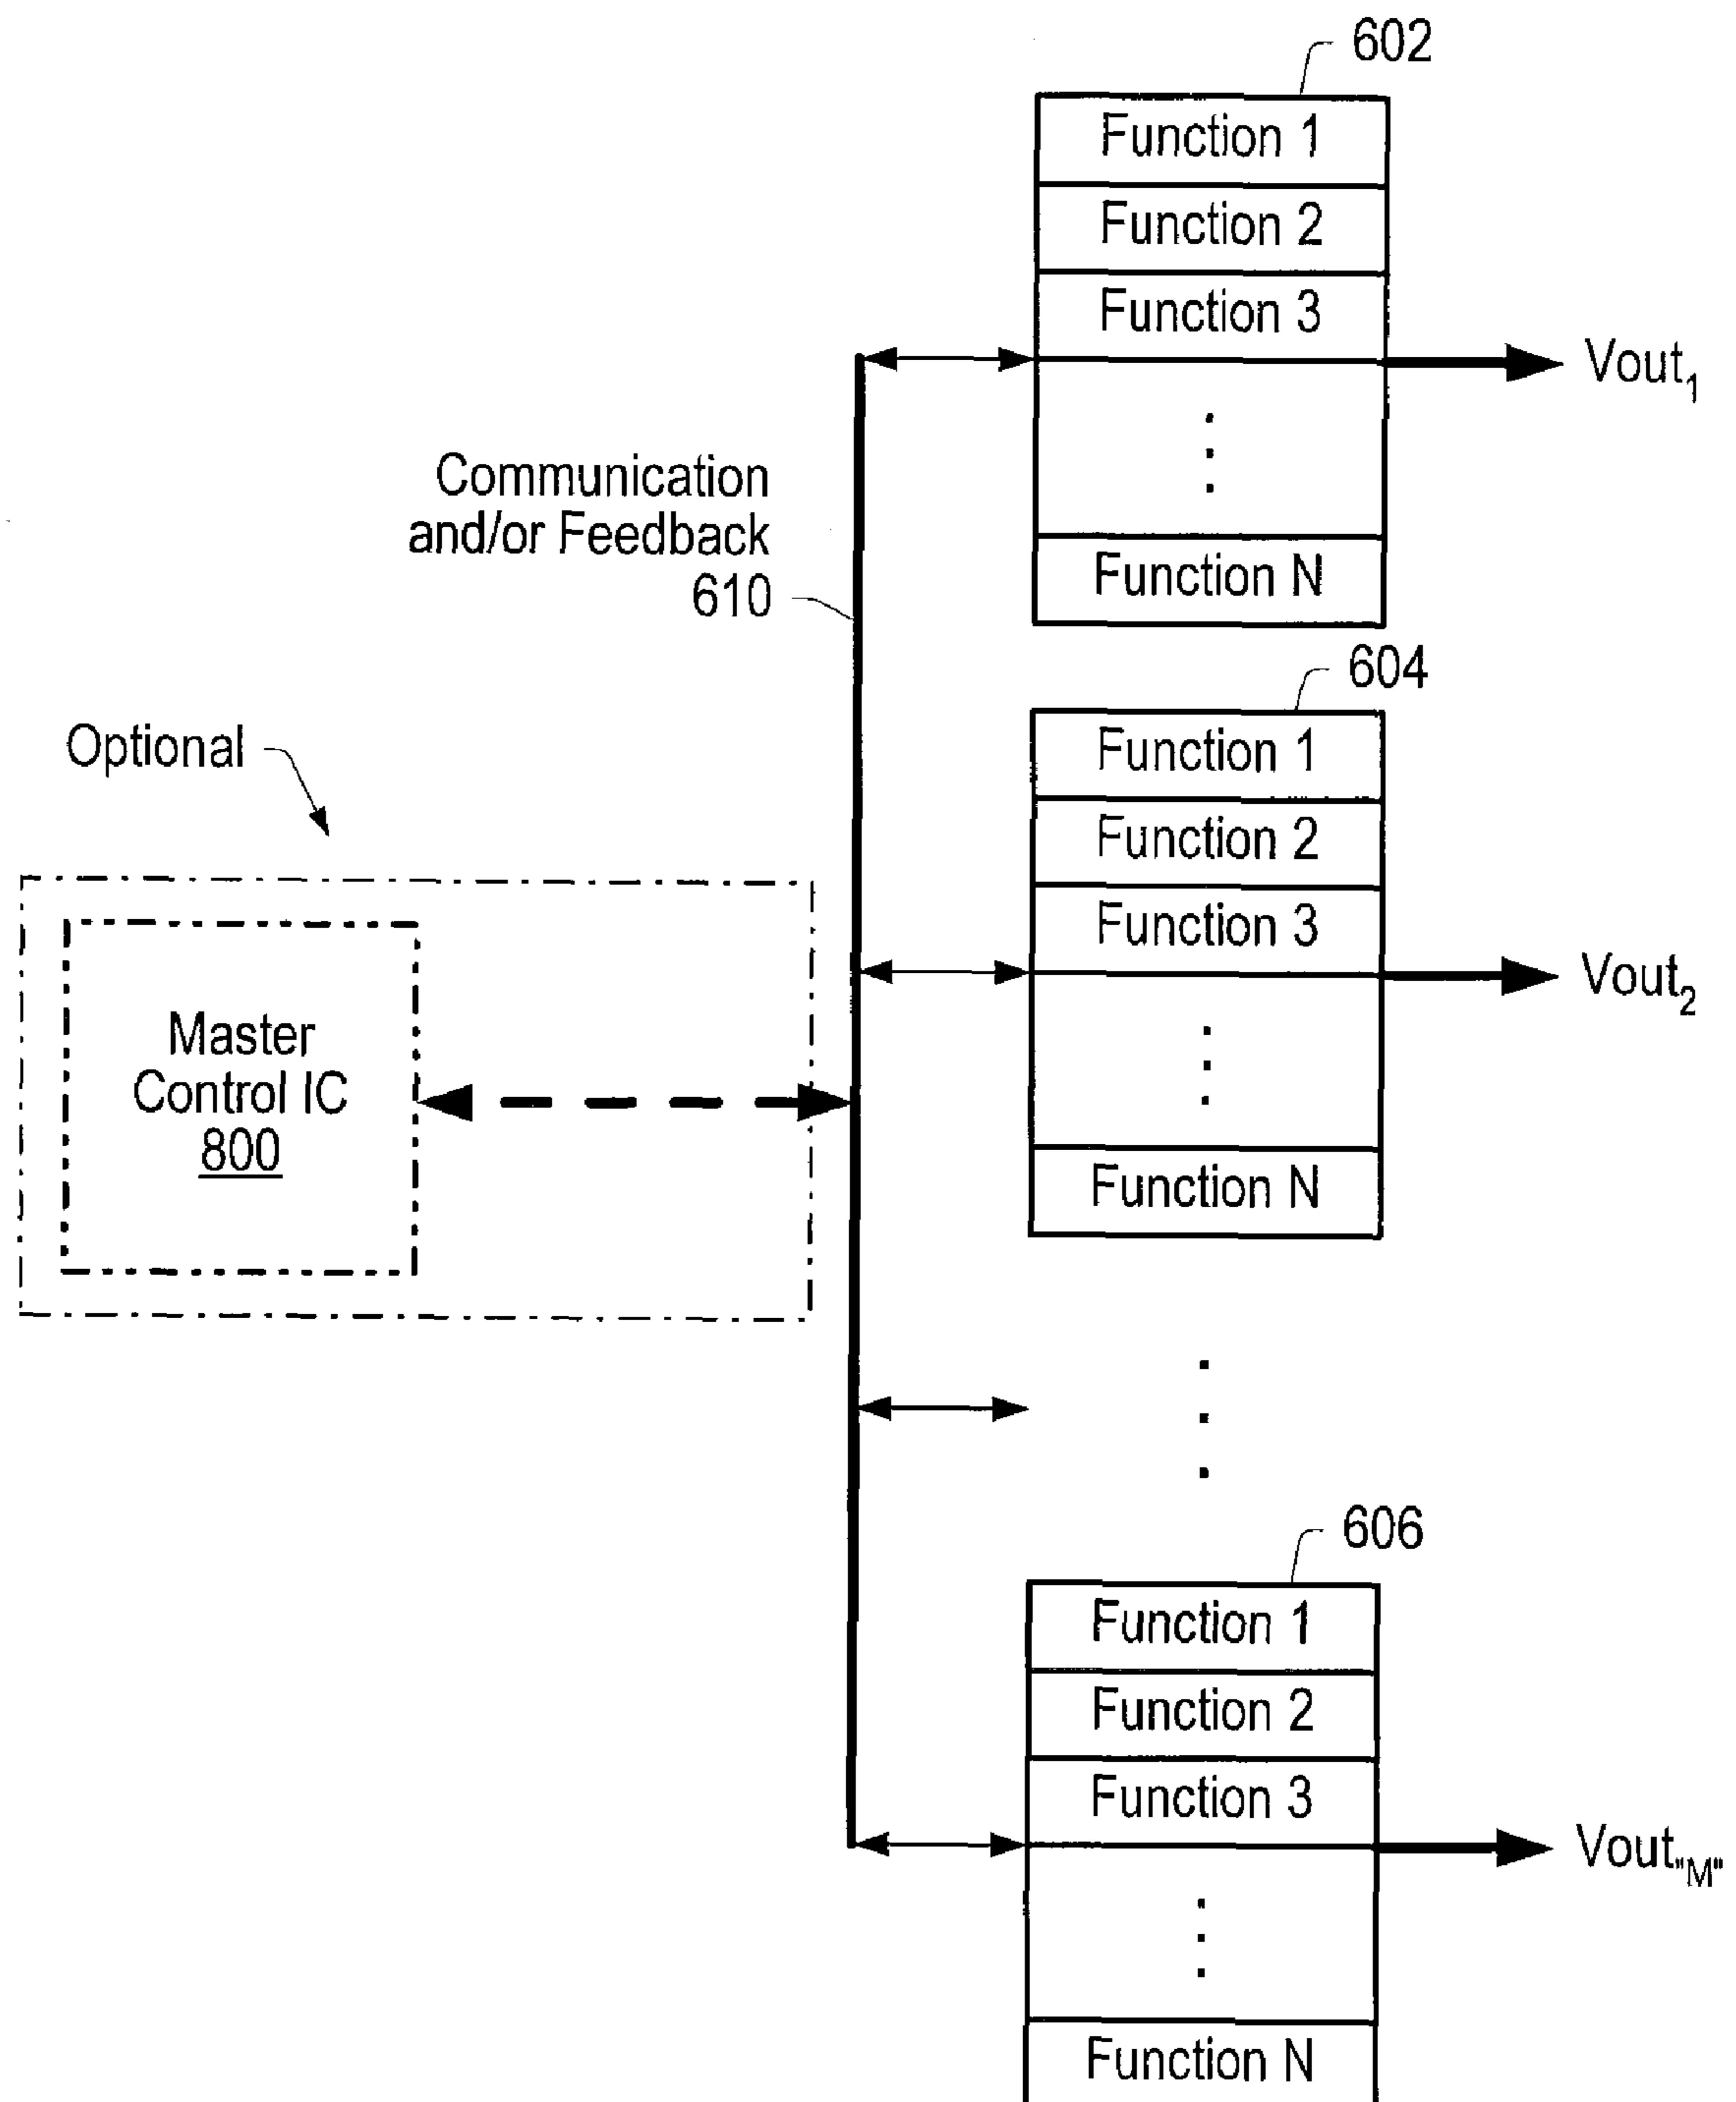 602
Function 1
Function 2
Function 3
Vout1
Communication
and/or Feedback
610
Function N
604
Optional
Function 1
Function 2
Function 3
Vout2
Master
Control IC
800
Function N
606
Function 1
Function 2
Function 3
Vout"M"
Function N